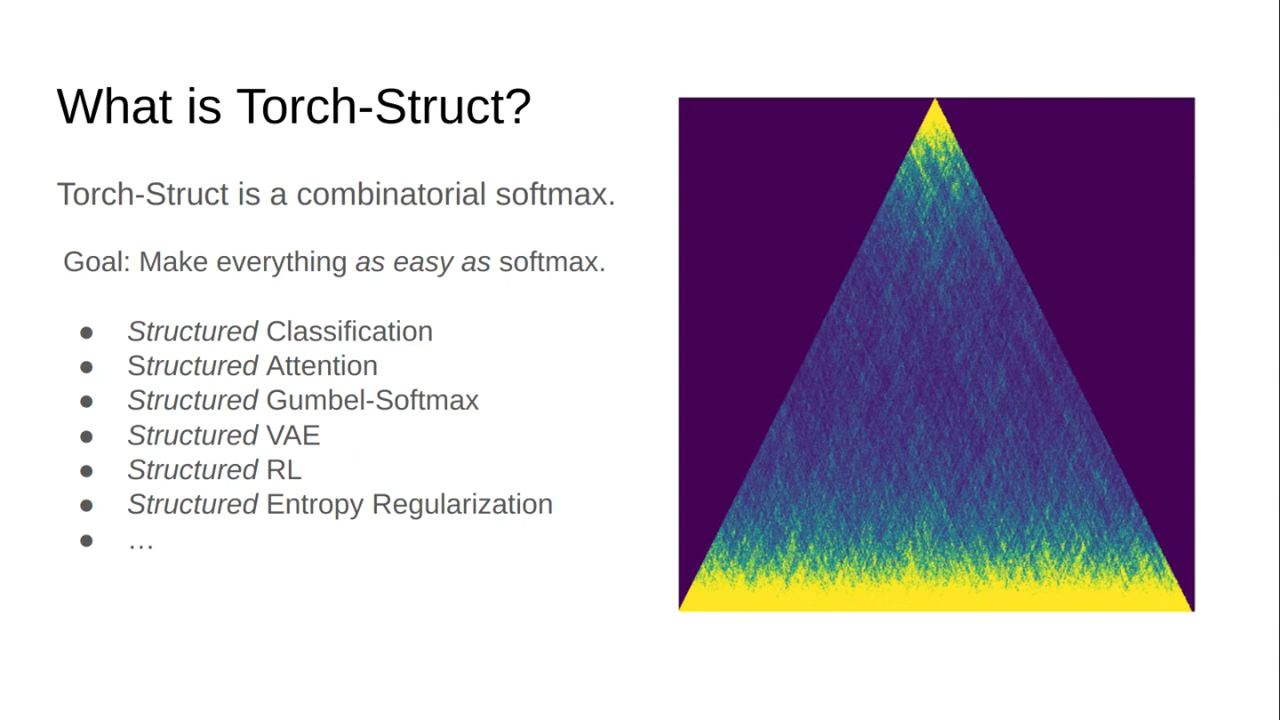 What is Torch-Struct?
Torch-Struct is a combinatorial softmax.
Goal: Make everything as easy as softmax.
● Structured Classification
● Structured Attention
● Structured Gumbel-Softmax
● Structured VAE
● Structured RL
● Structured Entropy Regularization
● …